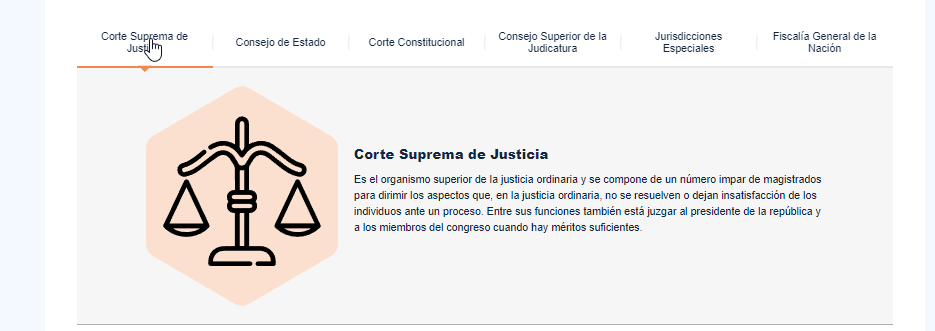 Corte Suprema de
Justicia
Consejo de Estado
Corte Constitucional
Consejo Superior de la
Judicatura
Jurisdicciones
Especiales
Fiscalía General de la
Nación
Corte Suprema de Justicia
Es el organismo superior de la justicia ordinaria y se compone de un número impar de magistrados
para dirimir los aspectos que, en la justicia ordinaria, no se resuelven o dejan insatisfacción de los
individuos ante un proceso. Entre sus funciones también está juzgar al presidente de la república y
a los miembros del congreso cuando hay méritos suficientes.